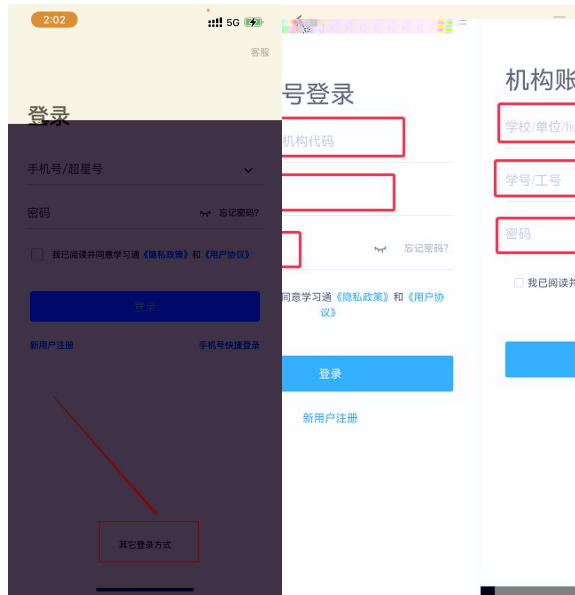 2:02
5G
客服
登录
手机号/超星号
密码
忘记密码?
我已阅读并同意学习通《隐私政策》和《用户协议》
登录
新用户注册
手机号快捷登录
其它登录方式
号登录
机构代码
忘记密码?
同意学习通《隐私政策》和《用户协
议》
登录
新用户注册
机构账
学校/单位/fid
学号/工号
密码
我已阅读并